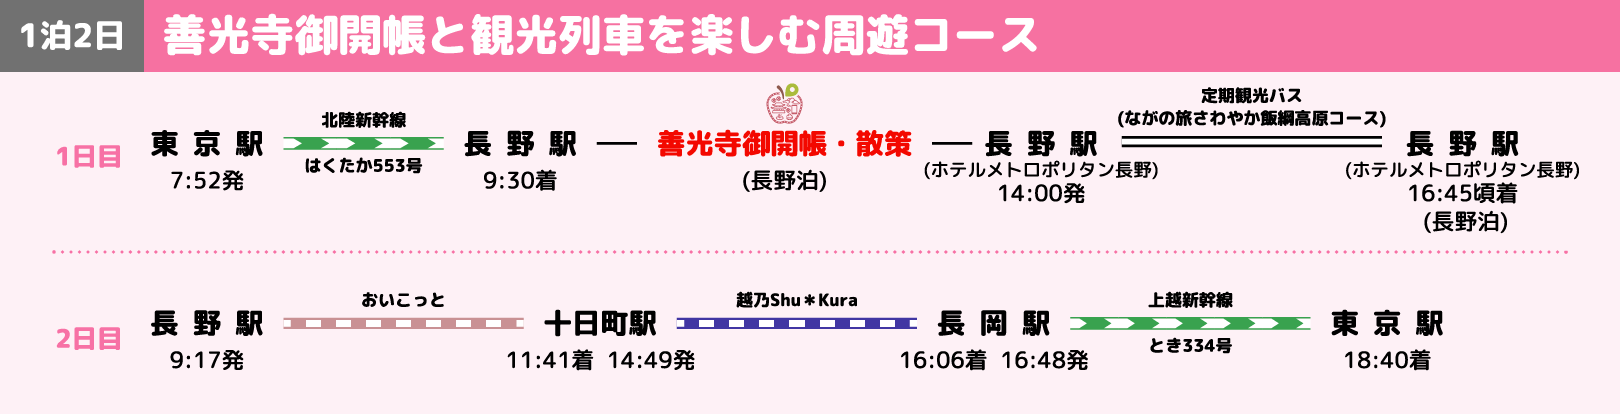 1泊2日
善光寺御開帳と観光列車を楽しむ周遊コース
1日目
東京駅
7:52発
北陸新幹線
はくたか553号
長野駅
9:30着
善光寺御開帳・散策
(長野泊)
長野駅
(ホテルメトロポリタン長野)
14:00発
定期観光バス
(ながの旅さわやか飯綱高原コース)
長野駅
(ホテルメトロポリタン長野)
16:45頃着
(長野泊)
2日目
長野駅
9:17発
おいこっと
十日町駅
11:41着 14:49発
越乃Shu＊Kura
長岡駅
16:06着 16:48発
上越新幹線
とき334号
東京駅
18:40着